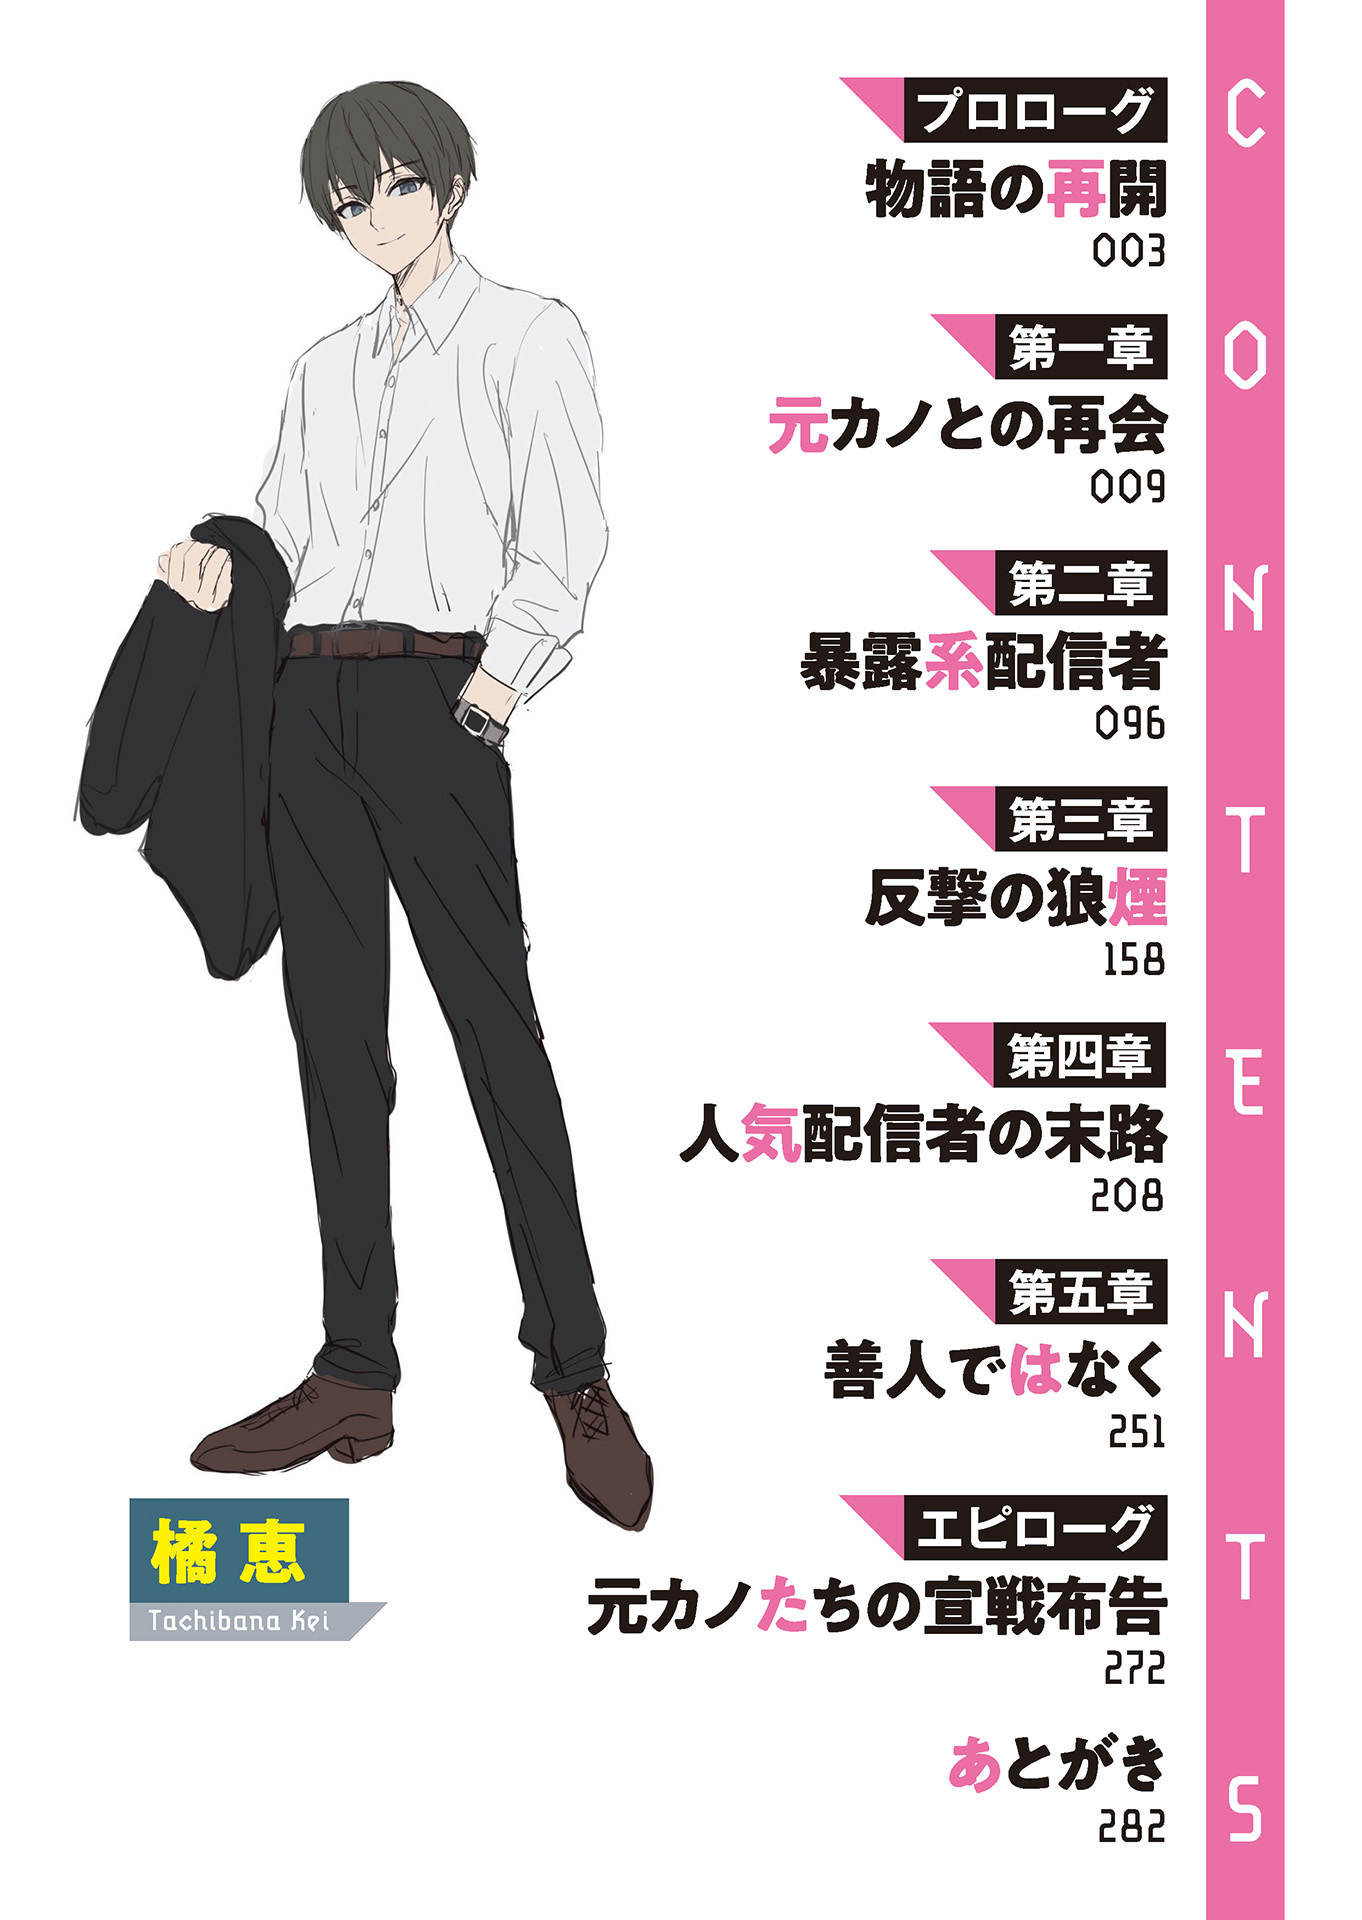 CONTENTS
プロローグ
物語の再開
003
第一章
元カノとの再会
009
第二章
暴露系配信者
096
第三章
反撃の狼煙
158
第四章
人気配信者の末路
208
第五章
善人ではなく
251
エピローグ
元カノたちの宣戦布告
272
あとがき
282
橘 恵
Tachibana Kei